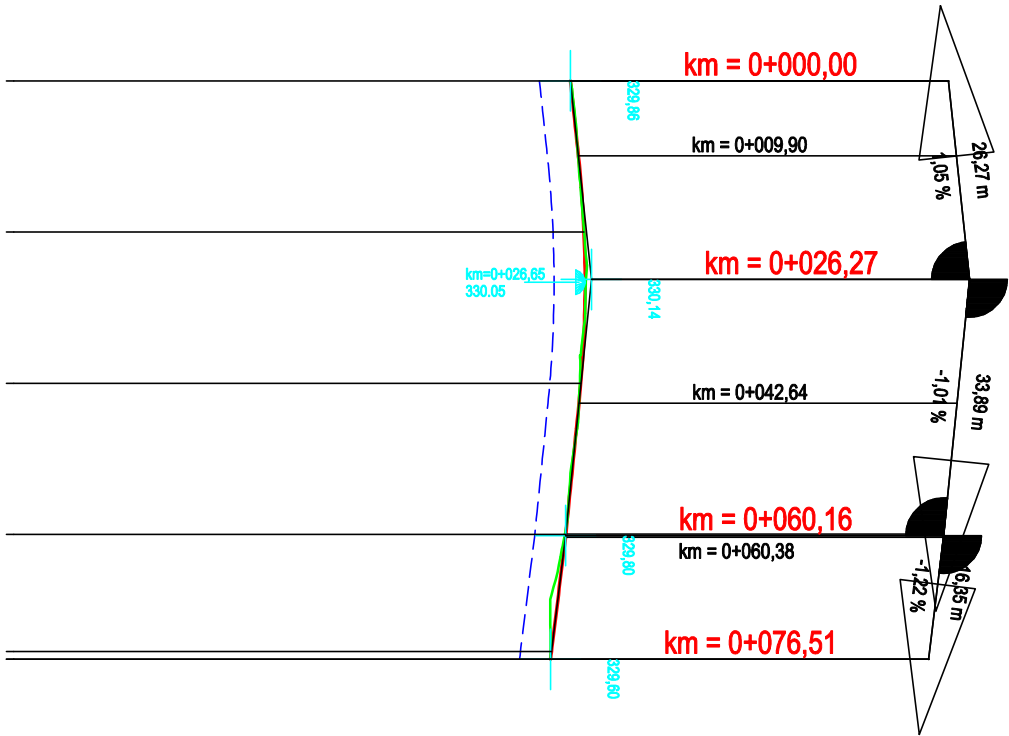 km = 0+000,00
329,86
km = 0+009,90
26,27 m
1,05 %
km = 0+026,27
km=0+026,65
330.05
330,14
33,89 m
-1,01 %
km = 0+042,64
km = 0+060,16
329,80
km = 0+060,38
16,35 m
-1,22 %
km = 0+076,51
329,60